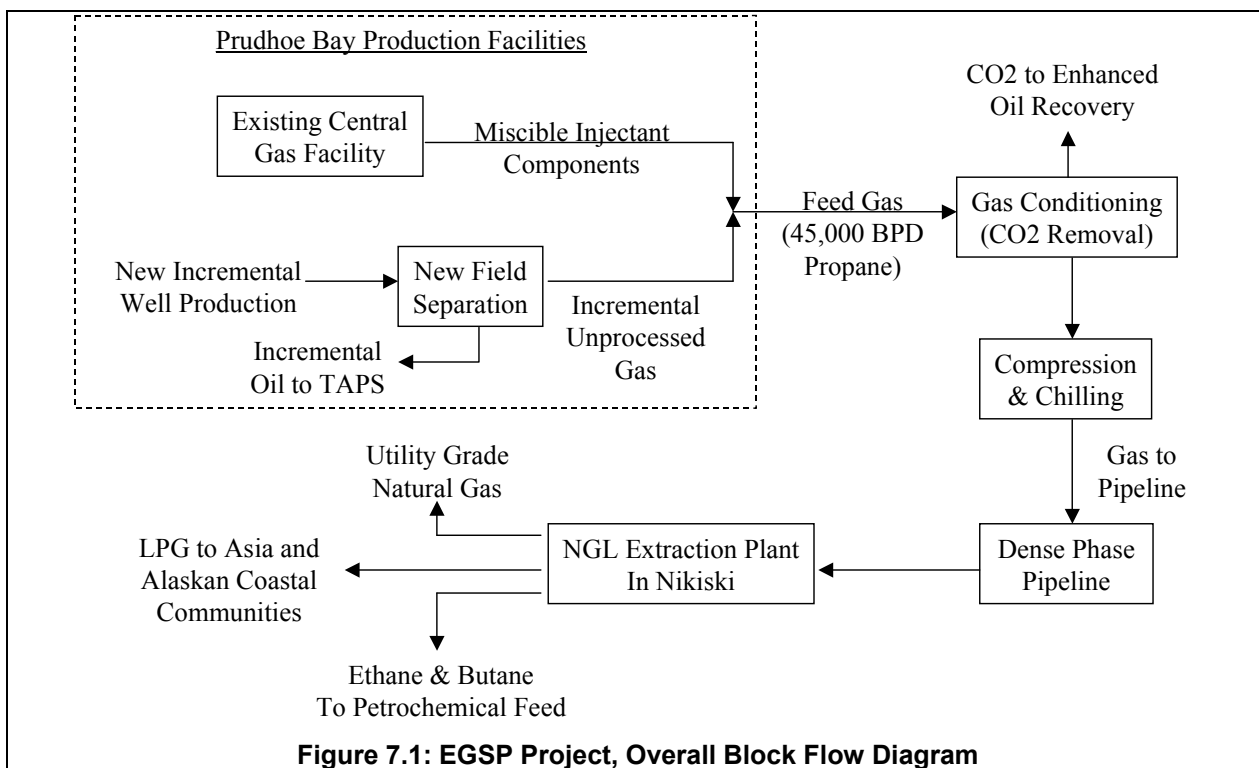 Prudhoe Bay Production Facilities
Existing Central
Gas Facility
Miscible Injectant
Components
New Incremental
Well Production
New Field
Separation
Incremental
Unprocessed
Gas
Incremental
Oil to TAPS
Feed Gas
(45,000 BPD
Propane)
CO2 to Enhanced
Oil Recovery
Gas Conditioning
(CO2 Removal)
Compression
& Chilling
Gas to
Pipeline
Dense Phase
Pipeline
NGL Extraction Plant
In Nikiski
Utility Grade
Natural Gas
LPG to Asia and
Alaskan Coastal
Communities
Ethane & Butane
To Petrochemical Feed
Figure 7.1: EGSP Project, Overall Block Flow Diagram